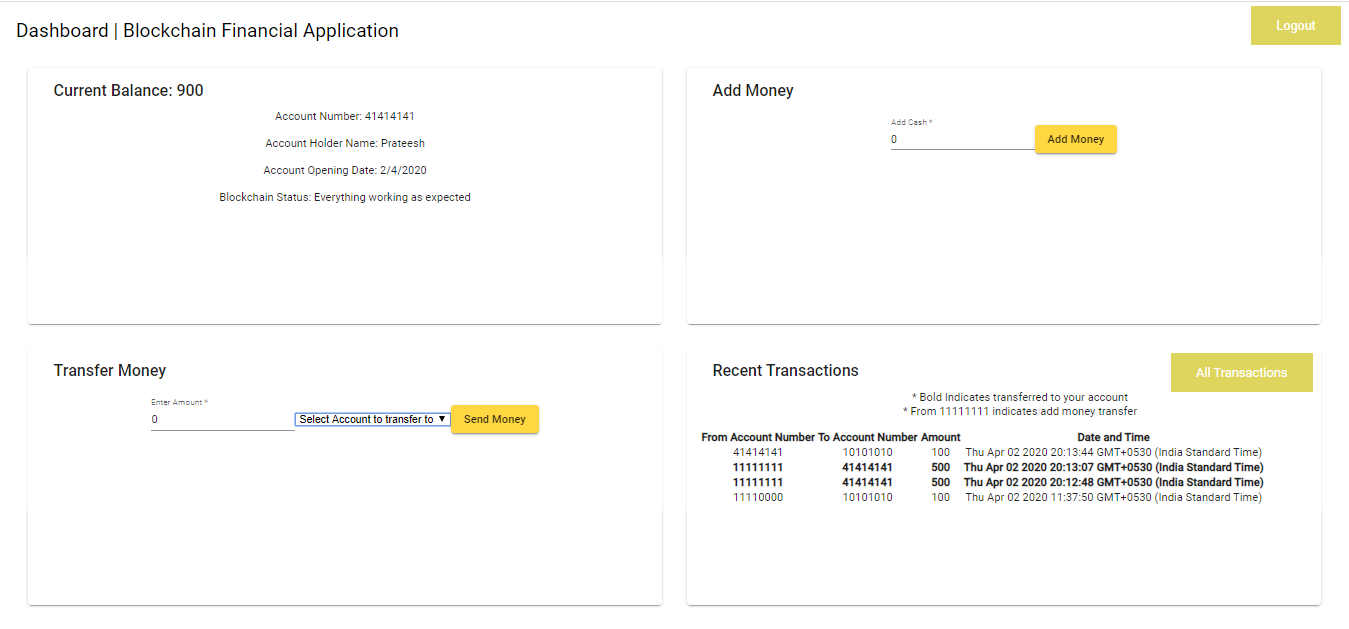 Dashboard | Blockchain Financial Application
Logout
Current Balance: 900
Account Number: 41414141
Account Holder Name: Prateesh
Account Opening Date: 2/4/2020
Blockchain Status: Everything working as expected
Add Money
Add Cash *
0
Add Money
Transfer Money
Enter Amount *
0
Select Account to transfer to ▼
Send Money
Recent Transactions
All Transactions
* Bold Indicates transferred to your account
* From 11111111 indicates add money transfer
From Account Number To Account Number Amount Date and Time
41414141 10101010 100 Thu Apr 02 2020 20:13:44 GMT+0530 (India Standard Time)
11111111 41414141 500 Thu Apr 02 2020 20:13:07 GMT+0530 (India Standard Time)
11111111 41414141 500 Thu Apr 02 2020 20:12:48 GMT+0530 (India Standard Time)
11110000 10101010 100 Thu Apr 02 2020 11:37:50 GMT+0530 (India Standard Time)